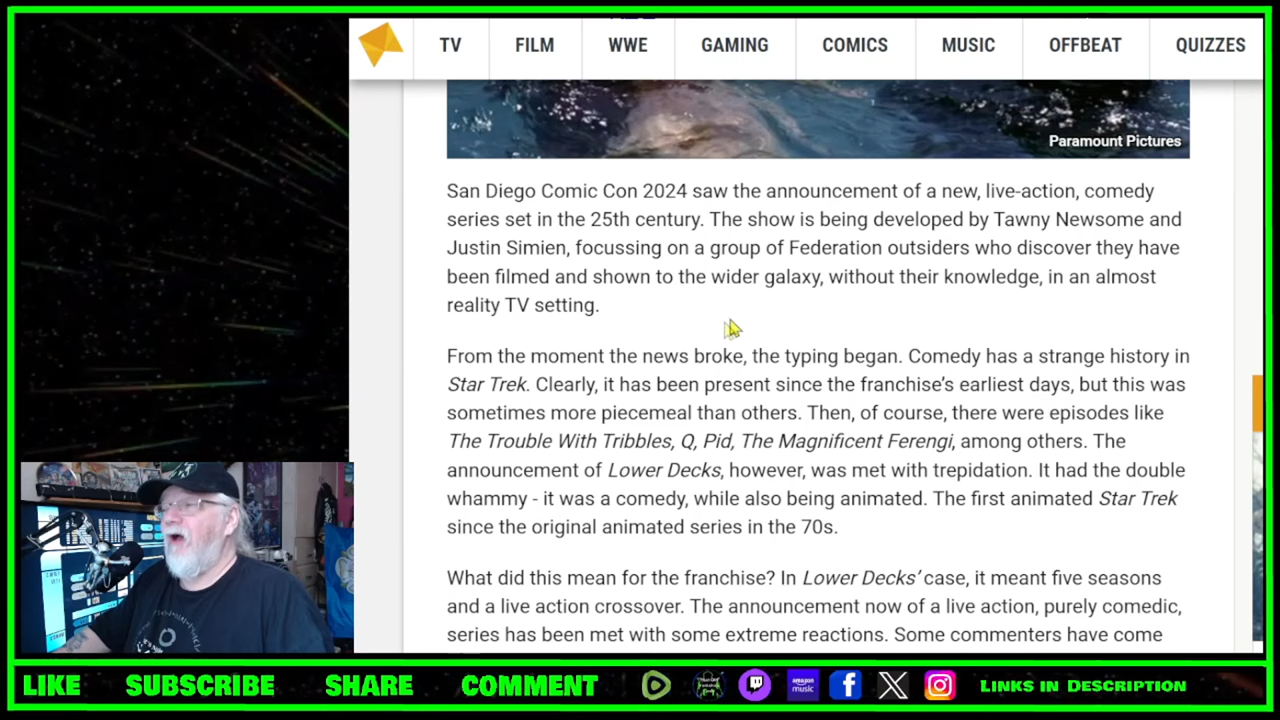 TV FILM WWE GAMING COMICS MUSIC OFFBEAT QUIZZES
Paramount Pictures
San Diego Comic Con 2024 saw the announcement of a new, live-action, comedy
series set in the 25th century. The show is being developed by Tawny Newsome and
Justin Simien, focussing on a group of Federation outsiders who discover they have
been filmed and shown to the wider galaxy, without their knowledge, in an almost
reality TV setting.
From the moment the news broke, the typing began. Comedy has a strange history in
Star Trek. Clearly, it has been present since the franchise's earliest days, but this was
sometimes more piecemeal than others. Then, of course, there were episodes like
The Trouble With Tribbles, Q, Pid, The Magnificent Ferengi, among others. The
announcement of Lower Decks, however, was met with trepidation. It had the double
whammy - it was a comedy, while also being animated. The first animated Star Trek
since the original animated series in the 70s.
What did this mean for the franchise? In Lower Decks' case, it meant five seasons
and a live action crossover. The announcement now of a live action, purely comedic,
series has been met with some extreme reactions. Some commenters have come
LIKE SUBSCRIBE SHARE COMMENT amazon music LINKS IN DESCRIPTION